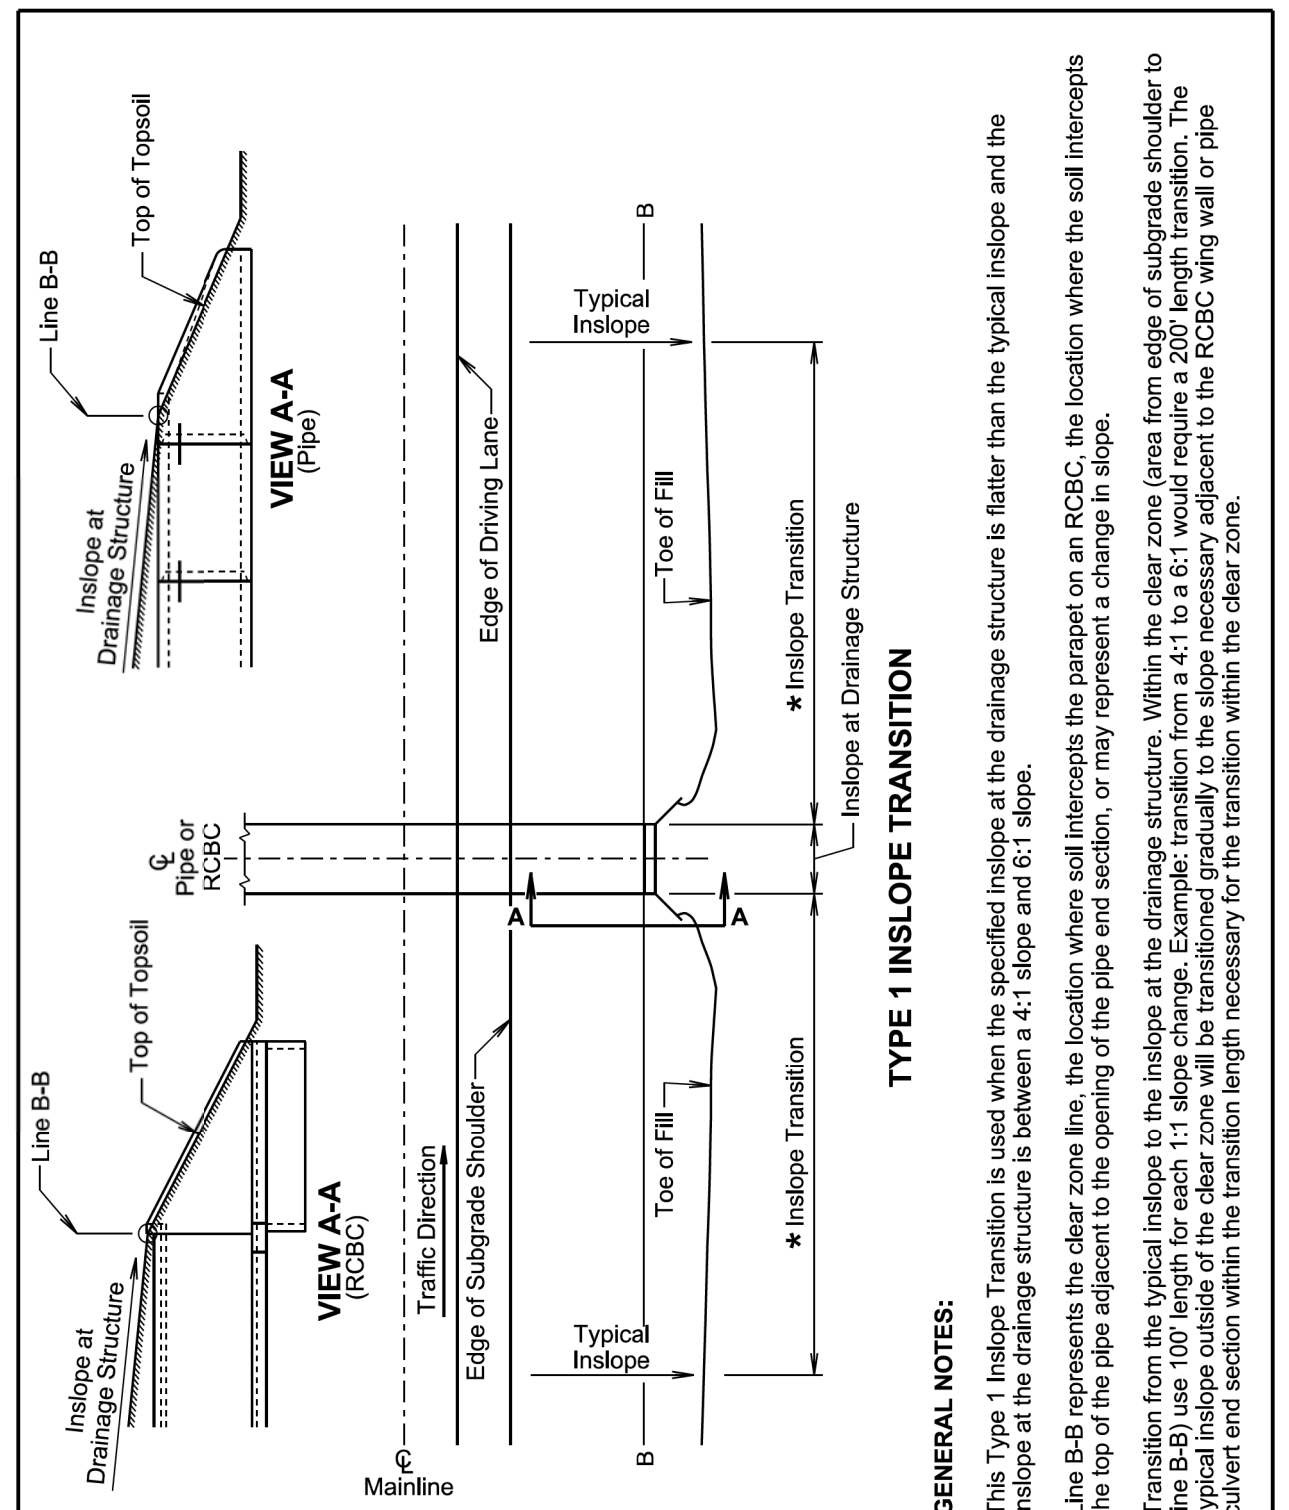 Inslope at
Drainage Structure
Line B-B
Top of Topsoil
VIEW A-A
(RCBC)
Inslope at
Drainage Structure
Line B-B
Top of Topsoil
VIEW A-A
(Pipe)
℄
Pipe or
RCBC
℄
Mainline
Traffic Direction
Edge of Subgrade Shoulder
Edge of Driving Lane
A
A
B
B
Typical
Inslope
Typical
Inslope
Toe of Fill
Toe of Fill
* Inslope Transition
* Inslope Transition
Inslope at Drainage Structure
TYPE 1 INSLOPE TRANSITION
GENERAL NOTES:
This Type 1 Inslope Transition is used when the specified inslope at the drainage structure is flatter than the typical inslope and the
inslope at the drainage structure is between a 4:1 slope and 6:1 slope.
Line B-B represents the clear zone line, the location where soil intercepts the parapet on an RCBC, the location where the soil intercepts
the top of the pipe adjacent to the opening of the pipe end section, or may represent a change in slope.
Transition from the typical inslope to the inslope at the drainage structure. Within the clear zone (area from edge of subgrade shoulder to
line B-B) use 100' length for each 1:1 slope change. Example: transition from a 4:1 to a 6:1 would require a 200' length transition. The
typical inslope outside of the clear zone will be transitioned gradually to the slope necessary adjacent to the RCBC wing wall or pipe
culvert end section within the transition length necessary for the transition within the clear zone.